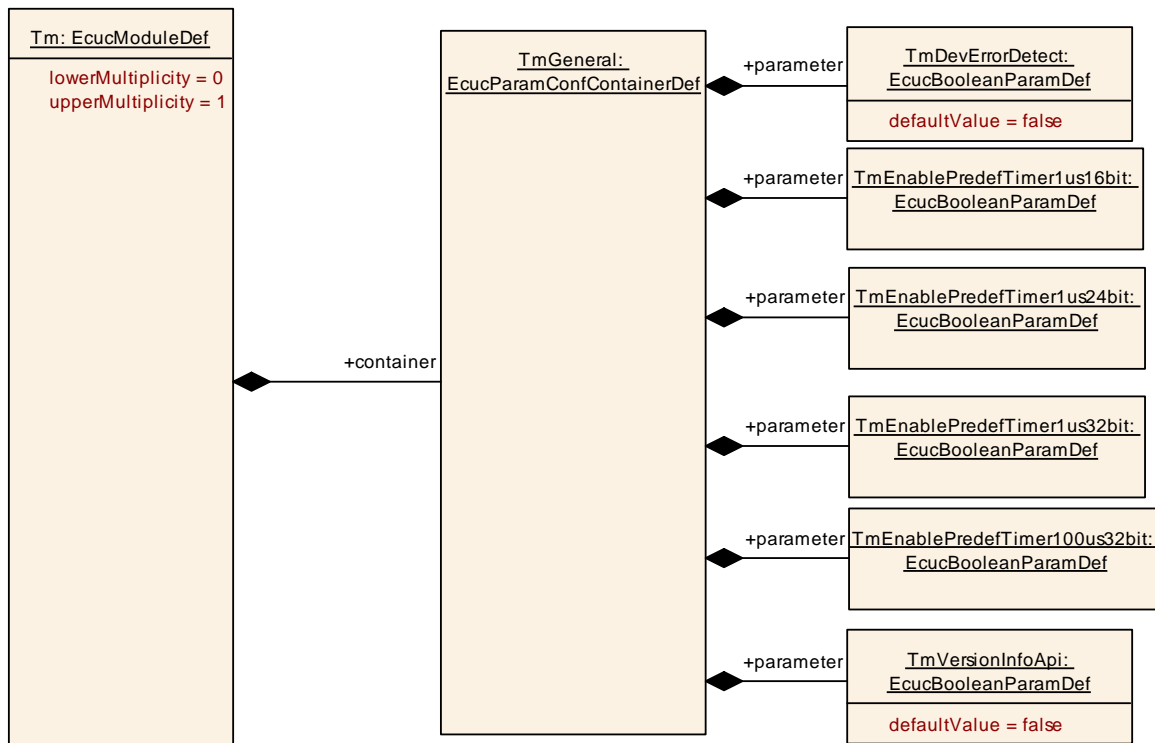 Tm: EcucModuleDef
lowerMultiplicity = 0
upperMultiplicity = 1
+container
TmGeneral:
EcucParamConfContainerDef
+parameter
TmDevErrorDetect:
EcucBooleanParamDef
defaultValue = false
+parameter
TmEnablePredefTimer1us16bit:
EcucBooleanParamDef
+parameter
TmEnablePredefTimer1us24bit:
EcucBooleanParamDef
+parameter
TmEnablePredefTimer1us32bit:
EcucBooleanParamDef
+parameter
TmEnablePredefTimer100us32bit:
EcucBooleanParamDef
+parameter
TmVersionInfoApi:
EcucBooleanParamDef
defaultValue = false